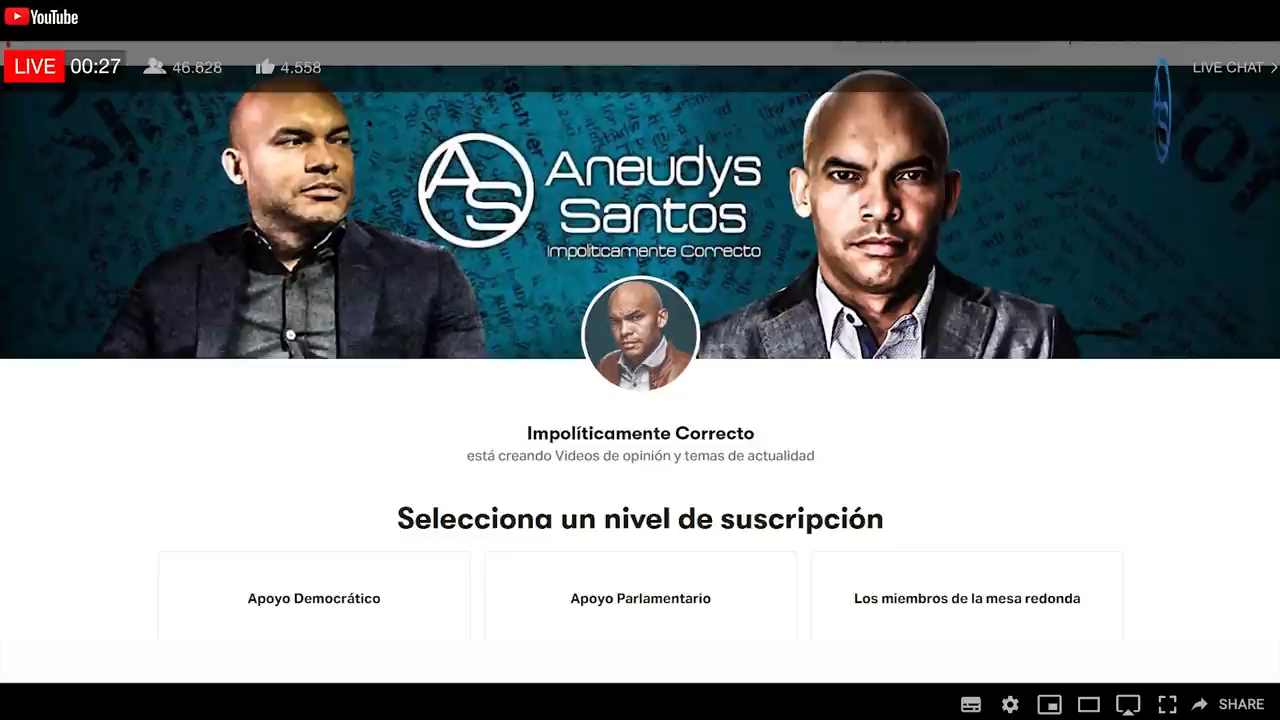 YouTube
LIVE 00:27 46.628 4.558
LIVE CHAT
AS
Aneudys
Santos
Impolíticamente Correcto
Impolíticamente Correcto
está creando Videos de opinión y temas de actualidad
Selecciona un nivel de suscripción
Apoyo Democrático
Apoyo Parlamentario
Los miembros de la mesa redonda
SHARE